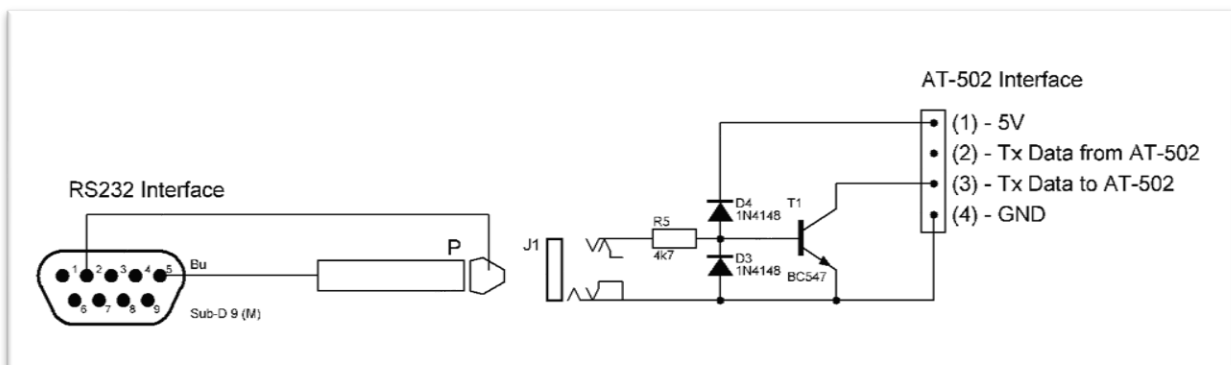 AT-502 Interface
(1) - 5V
(2) - Tx Data from AT-502
(3) - Tx Data to AT-502
(4) - GND
RS232 Interface
1 2 3 4 5
6 7 8 9
Bu
Sub-D 9 (M)
P
J1
R5
4k7
D4
1N4148
D3
1N4148
T1
BC547